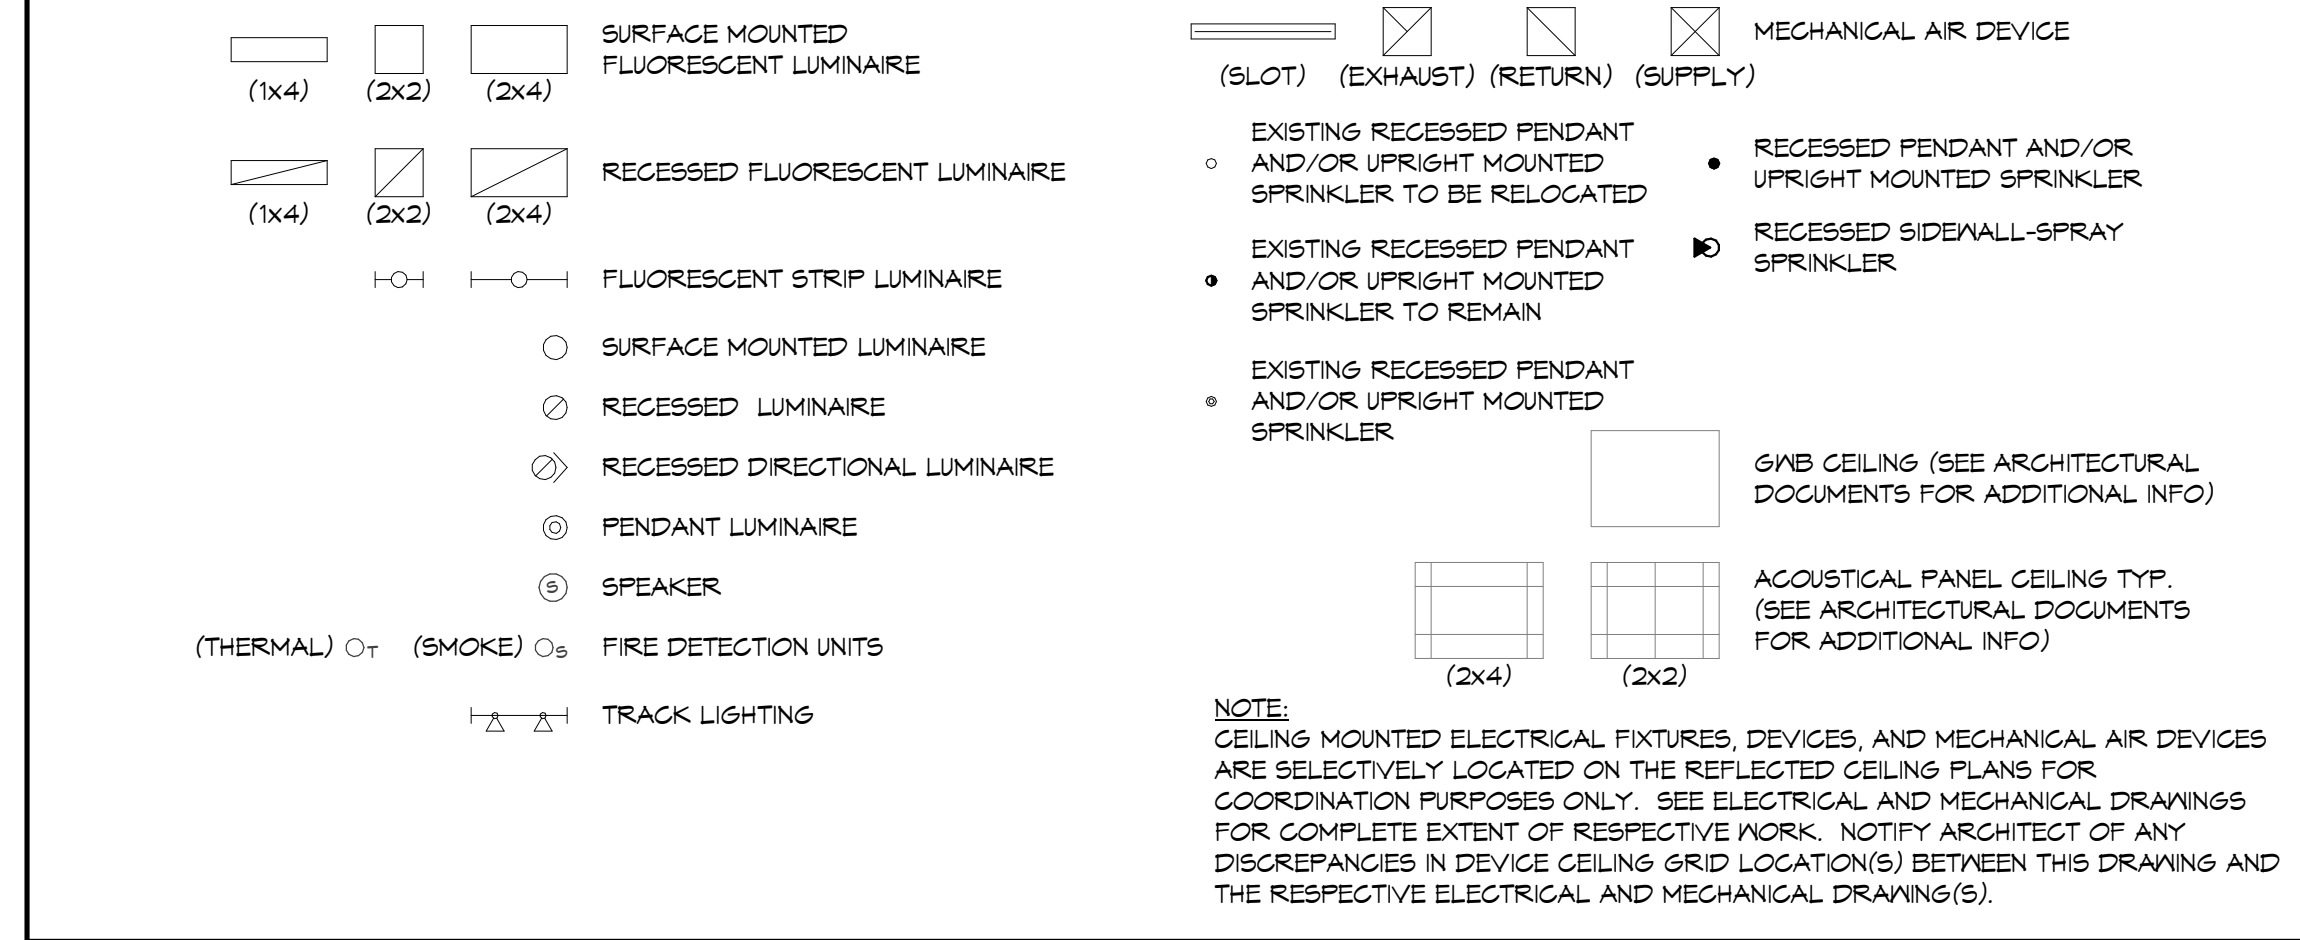 SURFACE MOUNTED
FLUORESCENT LUMINAIRE
(1x4) (2x2) (2x4)
RECESSED FLUORESCENT LUMINAIRE
(1x4) (2x2) (2x4)
FLUORESCENT STRIP LUMINAIRE
SURFACE MOUNTED LUMINAIRE
RECESSED LUMINAIRE
RECESSED DIRECTIONAL LUMINAIRE
PENDANT LUMINAIRE
S SPEAKER
(THERMAL) T (SMOKE) S FIRE DETECTION UNITS
TRACK LIGHTING
MECHANICAL AIR DEVICE
(SLOT) (EXHAUST) (RETURN) (SUPPLY)
EXISTING RECESSED PENDANT
AND/OR UPRIGHT MOUNTED
SPRINKLER TO BE RELOCATED
RECESSED PENDANT AND/OR
UPRIGHT MOUNTED SPRINKLER
EXISTING RECESSED PENDANT
AND/OR UPRIGHT MOUNTED
SPRINKLER TO REMAIN
RECESSED SIDEWALL-SPRAY
SPRINKLER
EXISTING RECESSED PENDANT
AND/OR UPRIGHT MOUNTED
SPRINKLER
GWB CEILING (SEE ARCHITECTURAL
DOCUMENTS FOR ADDITIONAL INFO)
ACOUSTICAL PANEL CEILING TYP.
(SEE ARCHITECTURAL DOCUMENTS
FOR ADDITIONAL INFO)
(2x4) (2x2)
NOTE:
CEILING MOUNTED ELECTRICAL FIXTURES, DEVICES, AND MECHANICAL AIR DEVICES
ARE SELECTIVELY LOCATED ON THE REFLECTED CEILING PLANS FOR
COORDINATION PURPOSES ONLY. SEE ELECTRICAL AND MECHANICAL DRAWINGS
FOR COMPLETE EXTENT OF RESPECTIVE WORK. NOTIFY ARCHITECT OF ANY
DISCREPANCIES IN DEVICE CEILING GRID LOCATION(S) BETWEEN THIS DRAWING AND
THE RESPECTIVE ELECTRICAL AND MECHANICAL DRAWING(S).